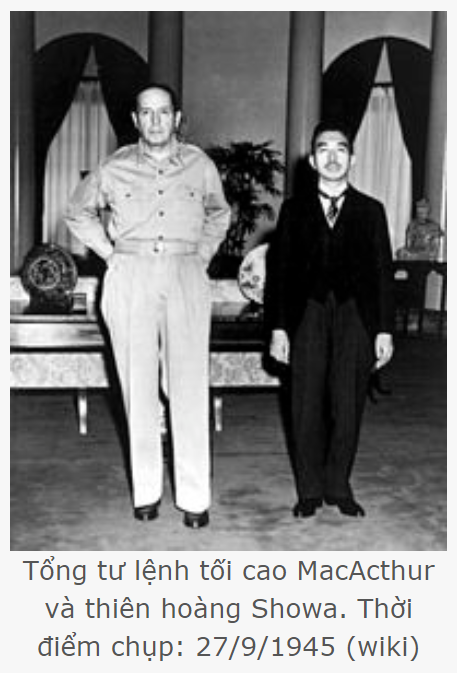 Tổng tư lệnh tối cao MacActhur
và thiên hoàng Showa. Thời
điểm chụp: 27/9/1945 (wiki)